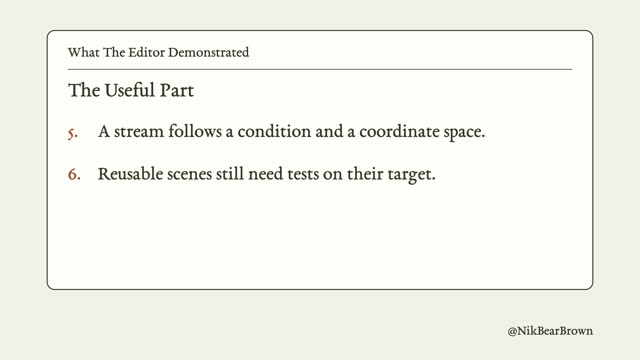 What The Editor Demonstrated
The Useful Part
5. A stream follows a condition and a coordinate space.
6. Reusable scenes still need tests on their target.
@NikBearBrown